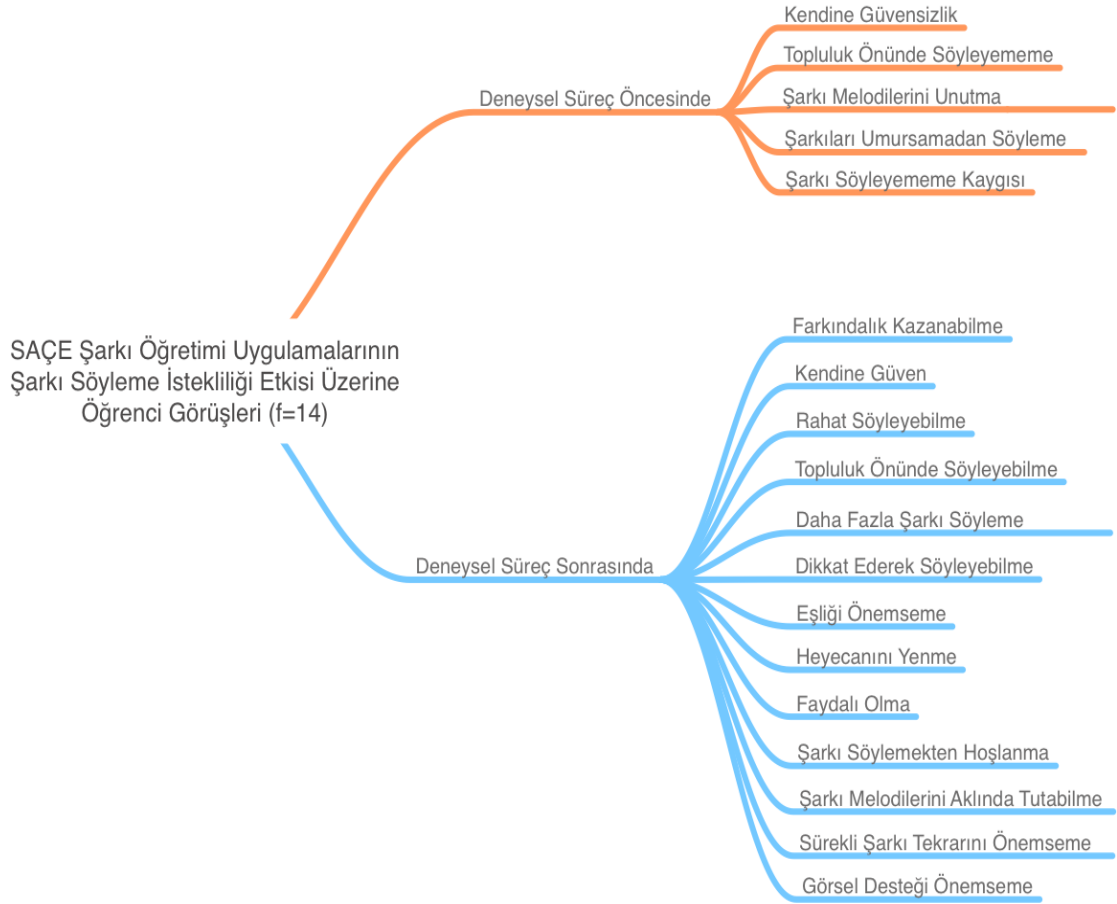 SAÇE Şarkı Öğretimi Uygulamalarının
Şarkı Söyleme İstekliliği Etkisi Üzerine
Öğrenci Görüşleri (f=14)
Deneysel Süreç Öncesinde
Kendine Güvensizlik
Topluluk Önünde Söyleyememe
Şarkı Melodilerini Unutma
Şarkıları Umursamadan Söyleme
Şarkı Söyleyememe Kaygısı
Deneysel Süreç Sonrasında
Farkındalık Kazanabilme
Kendine Güven
Rahat Söyleyebilme
Topluluk Önünde Söyleyebilme
Daha Fazla Şarkı Söyleme
Dikkat Ederek Söyleyebilme
Eşliği Önemseme
Heyecanını Yenme
Faydalı Olma
Şarkı Söylemekten Hoşlanma
Şarkı Melodilerini Aklında Tutabilme
Sürekli Şarkı Tekrarını Önemseme
Görsel Desteği Önemseme